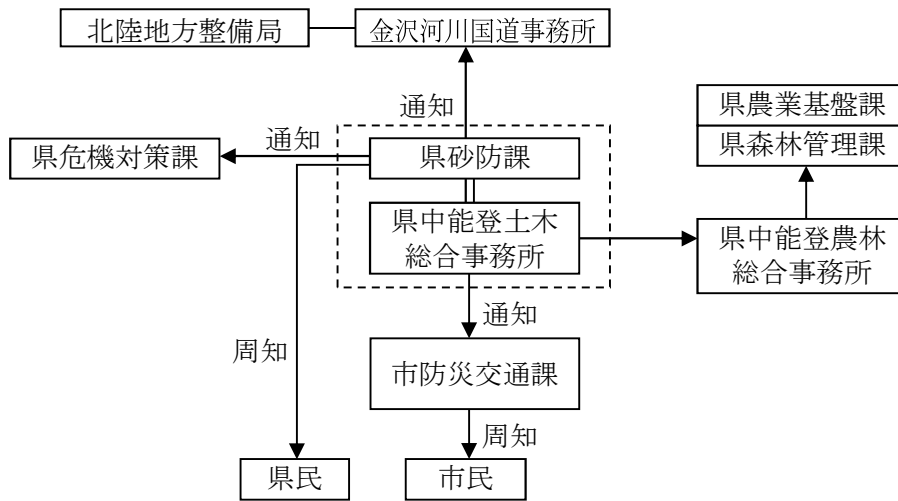 北陸地方整備局
金沢河川国道事務所
通知
県農業基盤課
県森林管理課
通知
県危機対策課
県砂防課
県中能登土木
総合事務所
県中能登農林
総合事務所
通知
周知
市防災交通課
周知
県民
市民